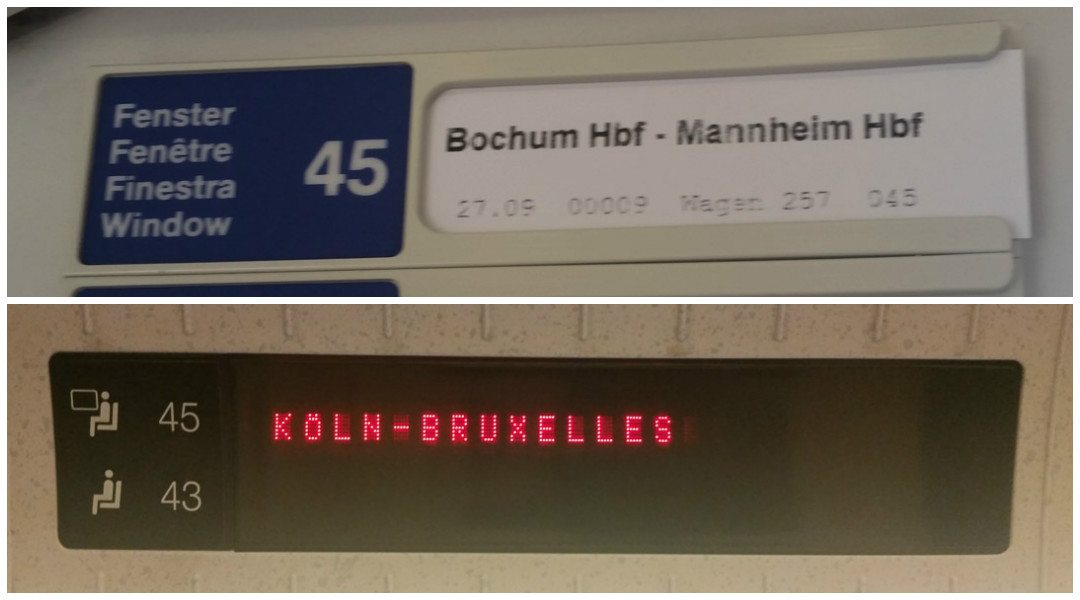 Fenster
Fenêtre
Finestra
Window
45
Bochum Hbf - Mannheim Hbf
27.09 00009 Wagen 257 045
45 KÖLN-BRUXELLES
43